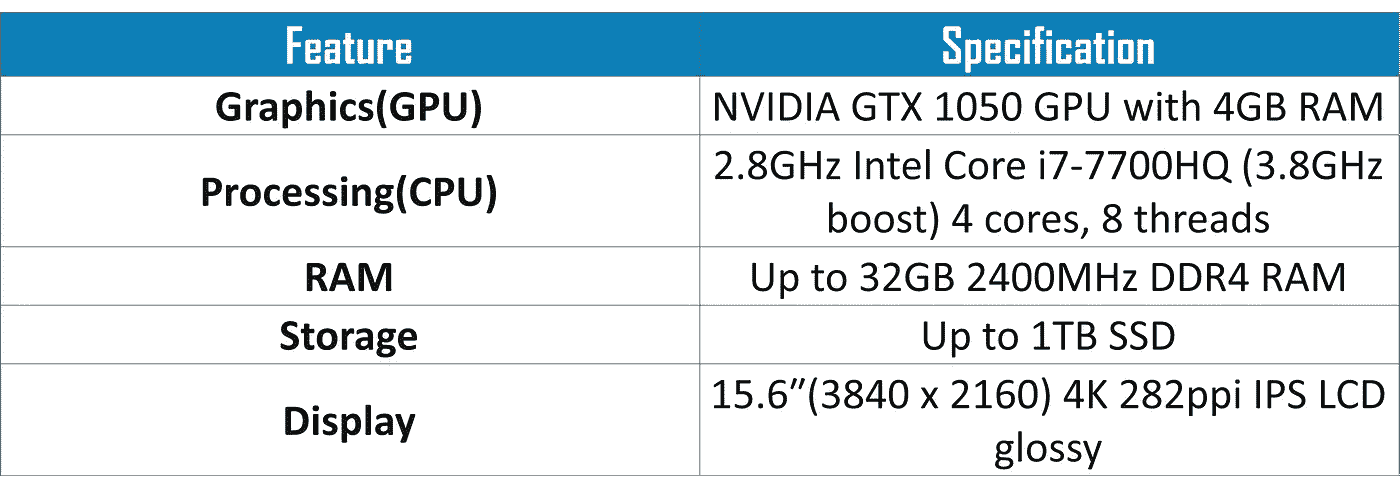 Feature Specification
Graphics(GPU) NVIDIA GTX 1050 GPU with 4GB RAM
Processing(CPU) 2.8GHz Intel Core i7-7700HQ (3.8GHz
boost) 4 cores, 8 threads
RAM Up to 32GB 2400MHz DDR4 RAM
Storage Up to 1TB SSD
Display 15.6″(3840 x 2160) 4K 282ppi IPS LCD
glossy